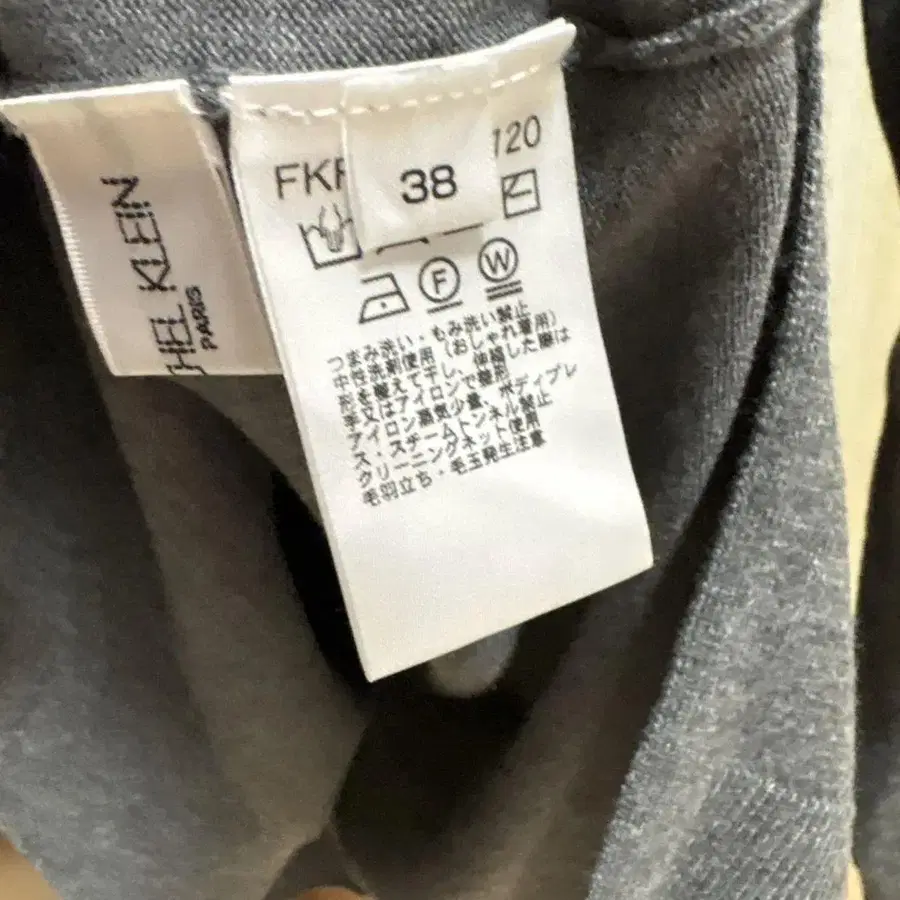 HEL KLEIN
PARIS
FK
120
38
F
W
つまみ洗い・もみ洗い禁止
中性洗剤使用(おしゃれ着用)
形を整えて干し、伸縮した際は
手又はアイロンで整形
アイロン蒸気少量、ボディプレ
ス・スチームトンネル禁止
クリーニングネット使用
毛羽立ち・毛玉発生注意